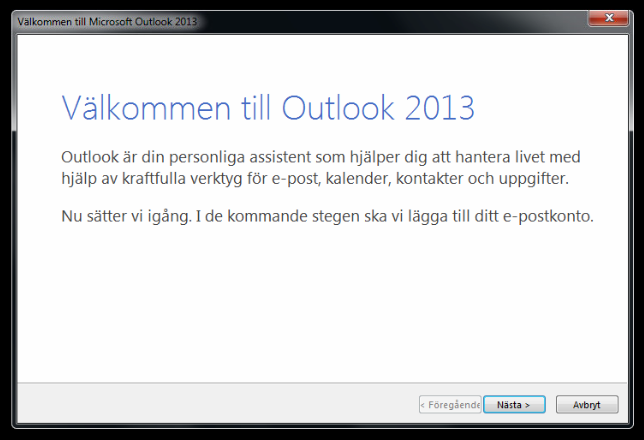 Välkommen till Microsoft Outlook 2013
Välkommen till Outlook 2013
Outlook är din personliga assistent som hjälper dig att hantera livet med
hjälp av kraftfulla verktyg för e-post, kalender, kontakter och uppgifter.
Nu sätter vi igång. I de kommande stegen ska vi lägga till ditt e-postkonto.
< Föregående Nästa > Avbryt